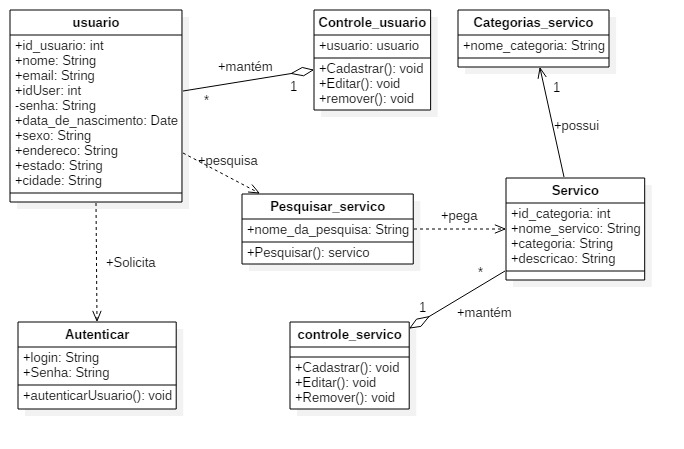 usuario
+id_usuario: int
+nome: String
+email: String
+idUser: int
-senha: String
+data_de_nascimento: Date
+sexo: String
+endereco: String
+estado: String
+cidade: String
+mantém
*
1
Controle_usuario
+usuario: usuario
+Cadastrar(): void
+Editar(): void
+remover(): void
Categorias_servico
+nome_categoria: String
1
+possui
+pesquisa
Pesquisar_servico
+nome_da_pesquisa: String
+Pesquisar(): servico
+pega
Servico
+id_categoria: int
+nome_servico: String
+categoria: String
+descricao: String
+Solicita
*
1
+mantém
Autenticar
+login: String
+Senha: String
+autenticarUsuario(): void
controle_servico
+Cadastrar(): void
+Editar(): void
+Remover(): void